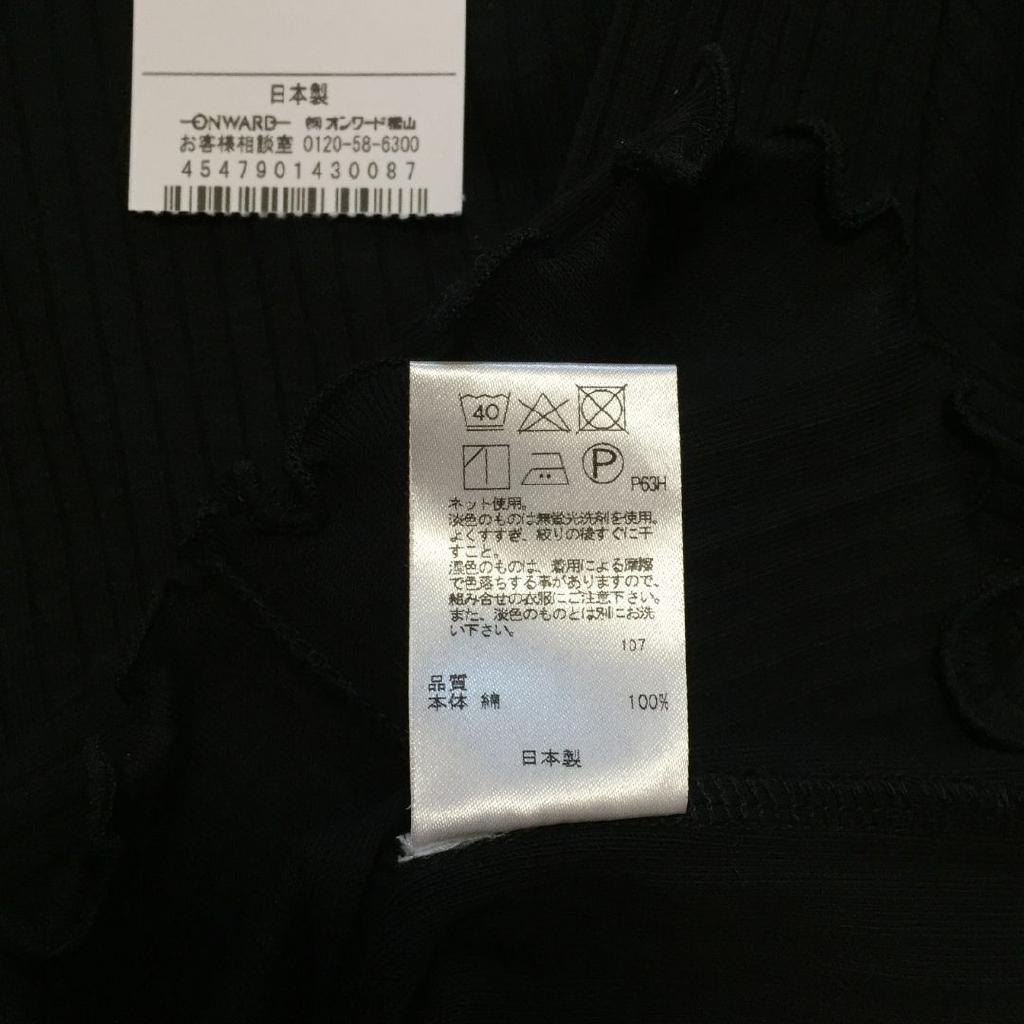 日本製
ONWARD ㈱オンワード樫山
お客様相談室 0120-58-6300
4547901430087
40
P
P63H
ネット使用。
淡色のものは無蛍光洗剤を使用。
よくすすぎ、絞りの後すぐに干
すこと。
濃色のものは、着用による摩擦
で色落ちする事がありますので、
組み合せの衣服にご注意下さい。
また、淡色のものとは別にお洗
い下さい。
107
品質
本体 綿 100%
日本製